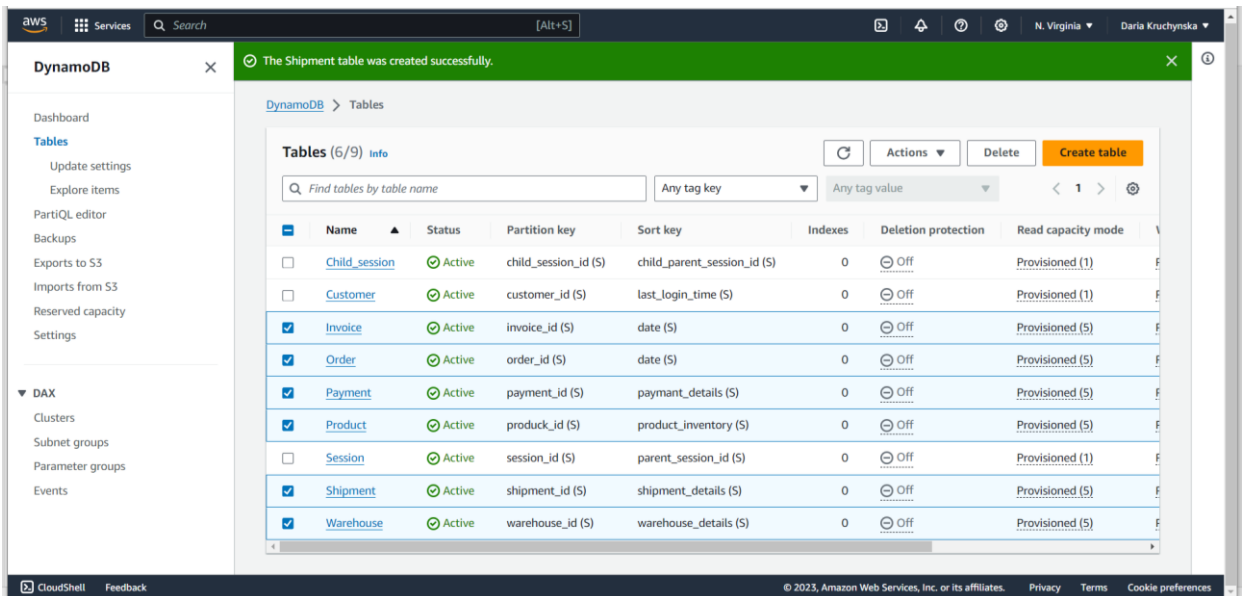 aws Services Search [Alt+S] N. Virginia Daria Kruchynska
DynamoDB
Dashboard
Tables
Update settings
Explore items
PartiQL editor
Backups
Exports to S3
Imports from S3
Reserved capacity
Settings
DAX
Clusters
Subnet groups
Parameter groups
Events
The Shipment table was created successfully.
DynamoDB > Tables
Tables (6/9) Info Actions Delete Create table
Find tables by table name Any tag key Any tag value 1
Name Status Partition key Sort key Indexes Deletion protection Read capacity mode
Child_session Active child_session_id (S) child_parent_session_id (S) 0 Off Provisioned (1)
Customer Active customer_id (S) last_login_time (S) 0 Off Provisioned (1)
Invoice Active invoice_id (S) date (S) 0 Off Provisioned (5)
Order Active order_id (S) date (S) 0 Off Provisioned (5)
Payment Active payment_id (S) paymant_details (S) 0 Off Provisioned (5)
Product Active produck_id (S) product_inventory (S) 0 Off Provisioned (5)
Session Active session_id (S) parent_session_id (S) 0 Off Provisioned (1)
Shipment Active shipment_id (S) shipment_details (S) 0 Off Provisioned (5)
Warehouse Active warehouse_id (S) warehouse_details (S) 0 Off Provisioned (5)
CloudShell Feedback © 2023, Amazon Web Services, Inc. or its affiliates. Privacy Terms Cookie preferences